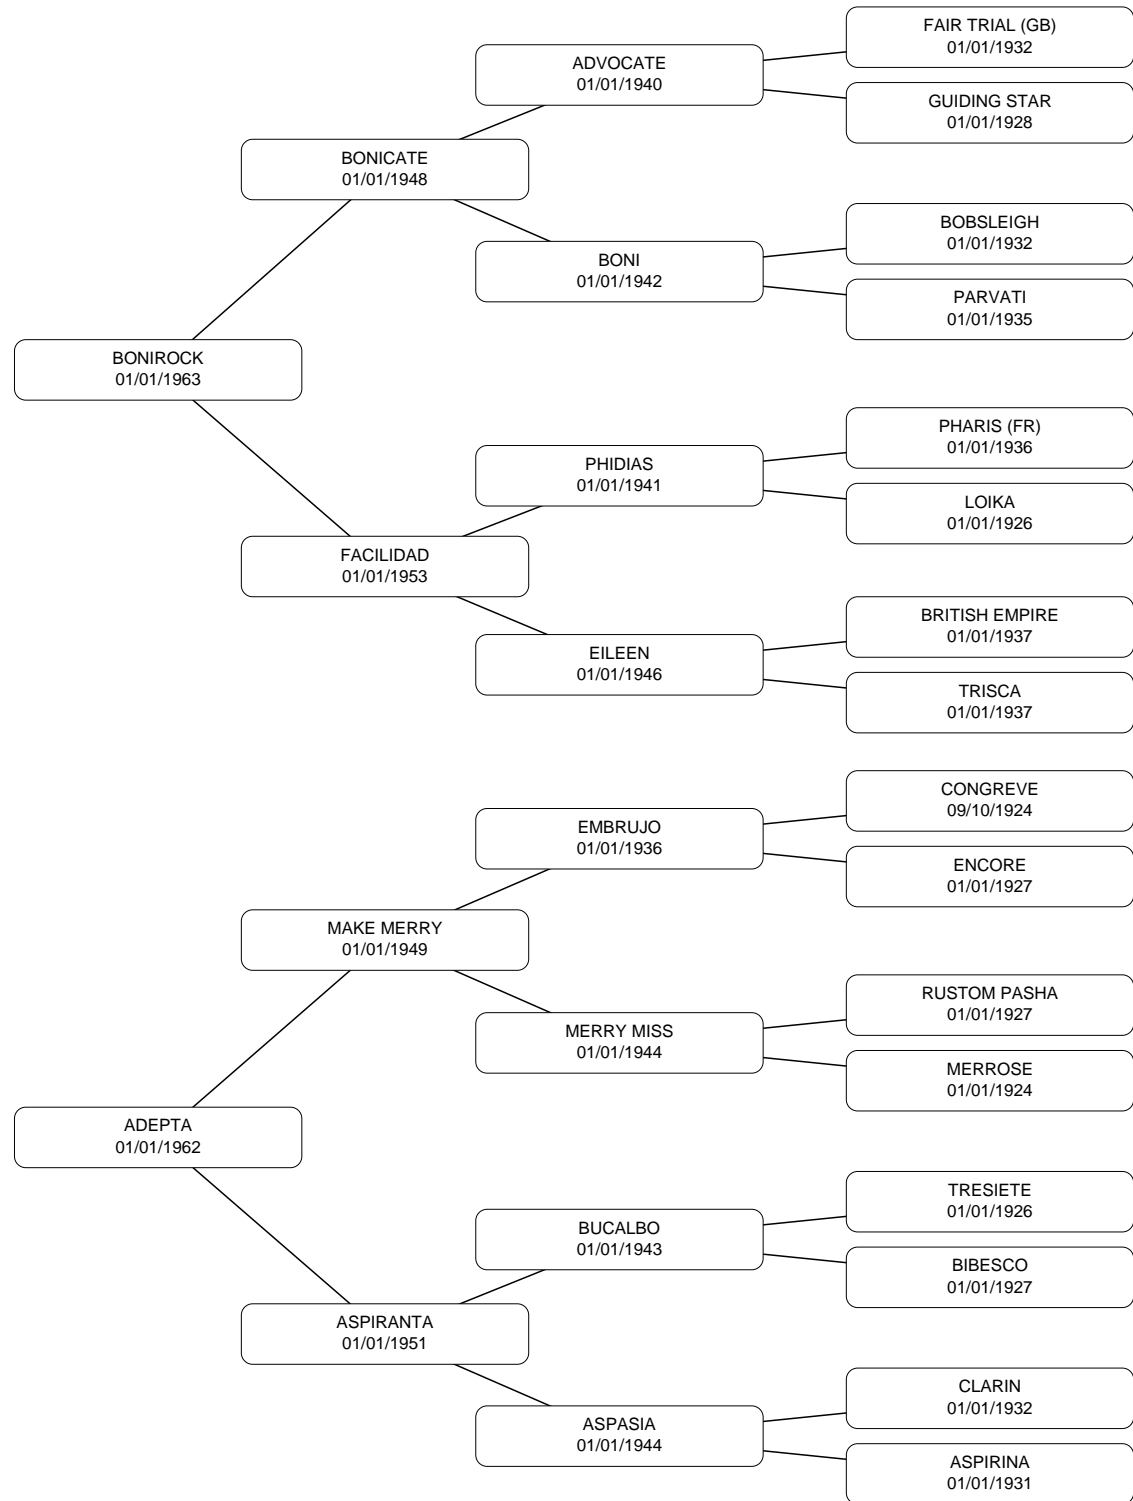 FAIR TRIAL (GB)
01/01/1932
ADVOCATE
01/01/1940
GUIDING STAR
01/01/1928
BONICATE
01/01/1948
BOBSLEIGH
01/01/1932
BONI
01/01/1942
PARVATI
01/01/1935
BONIROCK
01/01/1963
PHARIS (FR)
01/01/1936
PHIDIAS
01/01/1941
LOIKA
01/01/1926
FACILIDAD
01/01/1953
BRITISH EMPIRE
01/01/1937
EILEEN
01/01/1946
TRISCA
01/01/1937
CONGREVE
09/10/1924
EMBRUJO
01/01/1936
ENCORE
01/01/1927
MAKE MERRY
01/01/1949
RUSTOM PASHA
01/01/1927
MERRY MISS
01/01/1944
MERROSE
01/01/1924
ADEPTA
01/01/1962
TRESIETE
01/01/1926
BUCALBO
01/01/1943
BIBESCO
01/01/1927
ASPIRANTA
01/01/1951
CLARIN
01/01/1932
ASPASIA
01/01/1944
ASPIRINA
01/01/1931